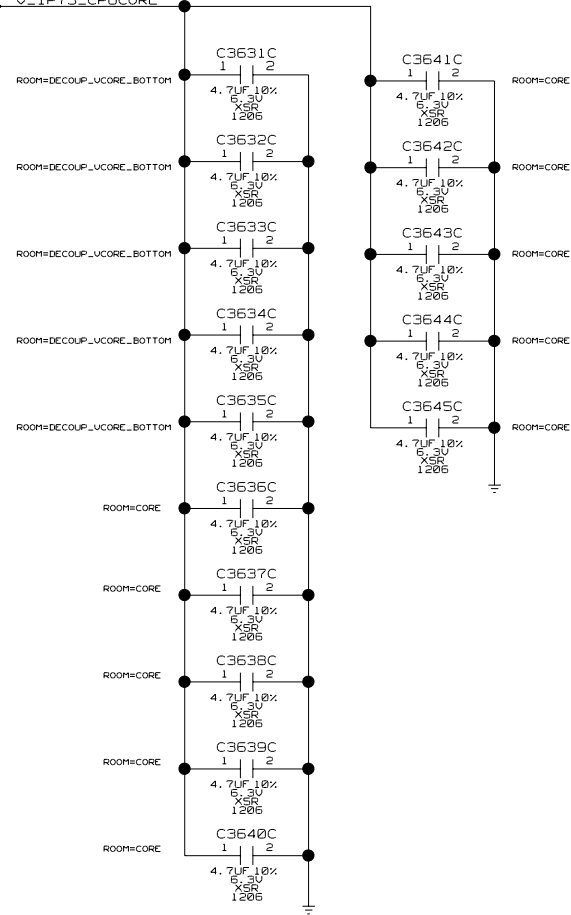 V_1P75_CPUCORE
C3631C
1 2
ROOM=DECOUP_VCORE_BOTTOM
4.7UF 10%
6.3V
X5R
1206
C3632C
1 2
ROOM=DECOUP_VCORE_BOTTOM
4.7UF 10%
6.3V
X5R
1206
C3633C
1 2
ROOM=DECOUP_VCORE_BOTTOM
4.7UF 10%
6.3V
X5R
1206
C3634C
1 2
ROOM=DECOUP_VCORE_BOTTOM
4.7UF 10%
6.3V
X5R
1206
C3635C
1 2
ROOM=DECOUP_VCORE_BOTTOM
4.7UF 10%
6.3V
X5R
1206
C3636C
1 2
ROOM=CORE
4.7UF 10%
6.3V
X5R
1206
C3637C
1 2
ROOM=CORE
4.7UF 10%
6.3V
X5R
1206
C3638C
1 2
ROOM=CORE
4.7UF 10%
6.3V
X5R
1206
C3639C
1 2
ROOM=CORE
4.7UF 10%
6.3V
X5R
1206
C3640C
1 2
ROOM=CORE
4.7UF 10%
6.3V
X5R
1206
C3641C
1 2
ROOM=CORE
4.7UF 10%
6.3V
X5R
1206
C3642C
1 2
ROOM=CORE
4.7UF 10%
6.3V
X5R
1206
C3643C
1 2
ROOM=CORE
4.7UF 10%
6.3V
X5R
1206
C3644C
1 2
ROOM=CORE
4.7UF 10%
6.3V
X5R
1206
C3645C
1 2
ROOM=CORE
4.7UF 10%
6.3V
X5R
1206